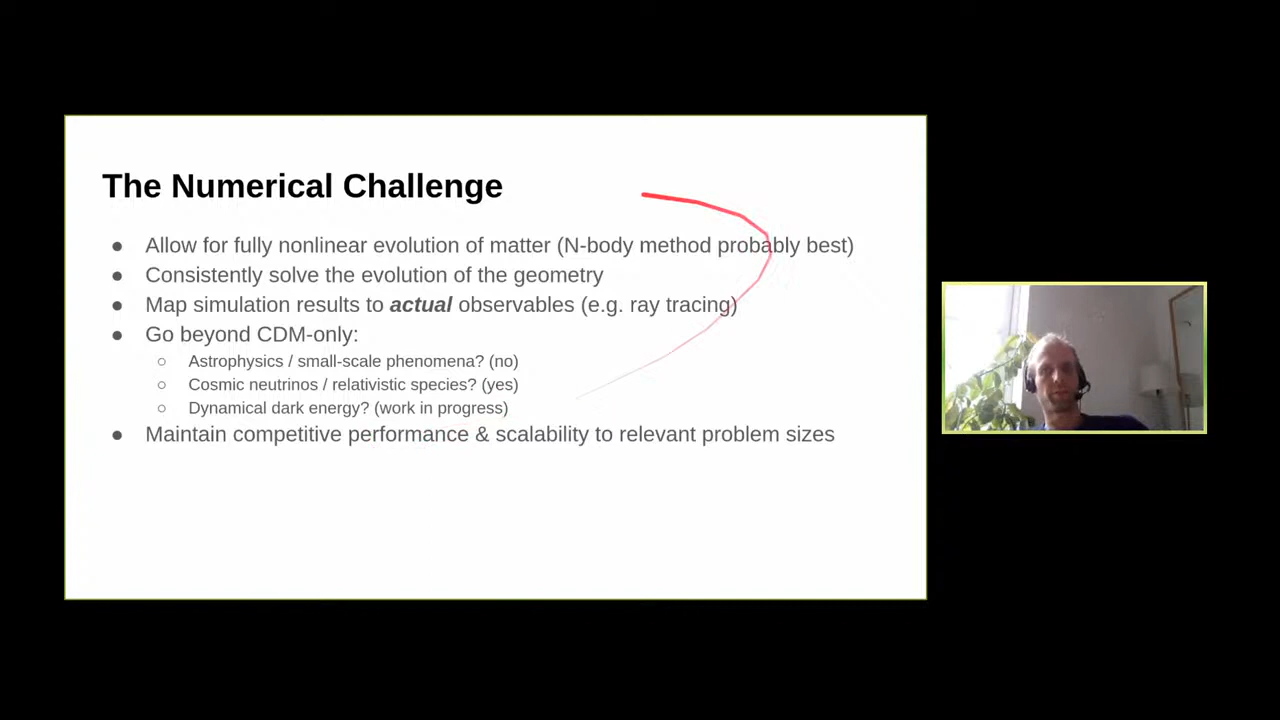 The Numerical Challenge
● Allow for fully nonlinear evolution of matter (N-body method probably best)
● Consistently solve the evolution of the geometry
● Map simulation results to actual observables (e.g. ray tracing)
● Go beyond CDM-only:
○ Astrophysics / small-scale phenomena? (no)
○ Cosmic neutrinos / relativistic species? (yes)
○ Dynamical dark energy? (work in progress)
● Maintain competitive performance & scalability to relevant problem sizes